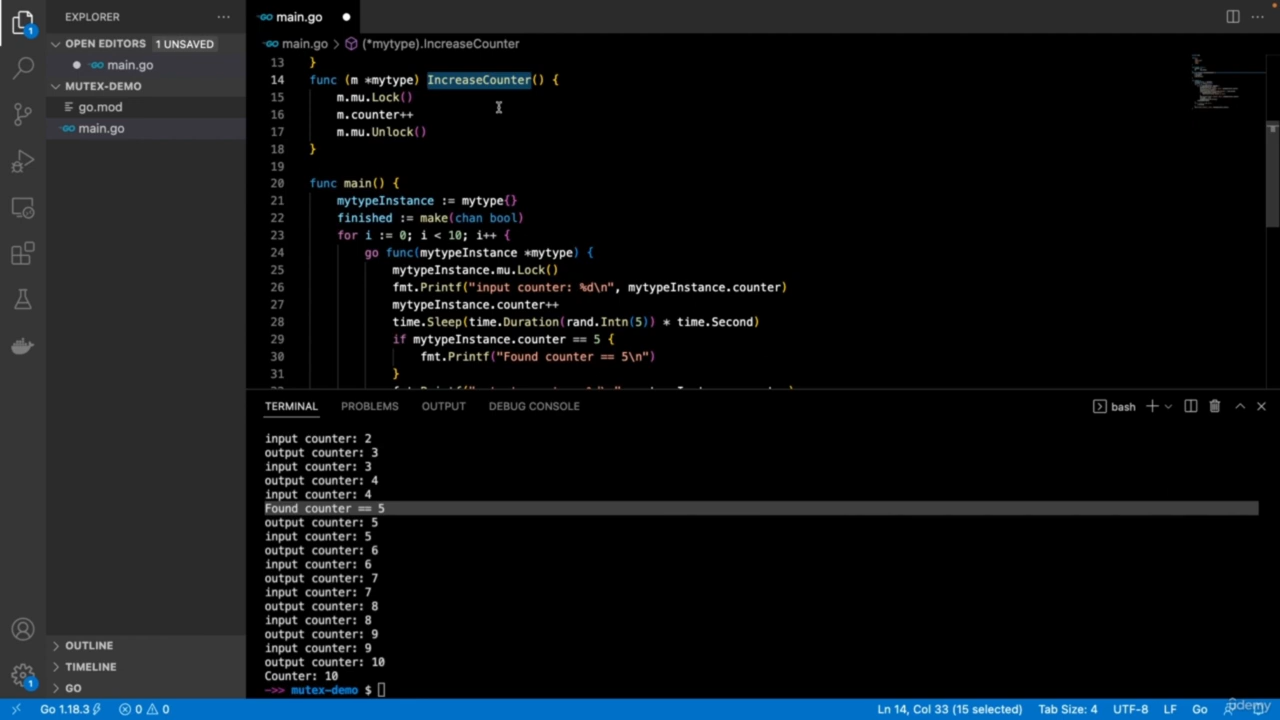 EXPLORER
OPEN EDITORS 1 UNSAVED
main.go
MUTEX-DEMO
go.mod
main.go
OUTLINE
TIMELINE
GO
main.go
main.go > (*mytype).IncreaseCounter
13 }
14 func (m *mytype) IncreaseCounter() {
15 m.mu.Lock()
16 m.counter++
17 m.mu.Unlock()
18 }
19
20 func main() {
21 mytypeInstance := mytype{}
22 finished := make(chan bool)
23 for i := 0; i < 10; i++ {
24 go func(mytypeInstance *mytype) {
25 mytypeInstance.mu.Lock()
26 fmt.Printf("input counter: %d\n", mytypeInstance.counter)
27 mytypeInstance.counter++
28 time.Sleep(time.Duration(rand.Intn(5)) * time.Second)
29 if mytypeInstance.counter == 5 {
30 fmt.Printf("Found counter == 5\n")
31 }
TERMINAL PROBLEMS OUTPUT DEBUG CONSOLE bash
input counter: 2
output counter: 3
input counter: 3
output counter: 4
input counter: 4
Found counter == 5
output counter: 5
input counter: 5
output counter: 6
input counter: 6
output counter: 7
input counter: 7
output counter: 8
input counter: 8
output counter: 9
input counter: 9
output counter: 10
Counter: 10
->> mutex-demo $
Go 1.18.3 0 0 Ln 14, Col 33 (15 selected) Tab Size: 4 UTF-8 LF Go
udemy